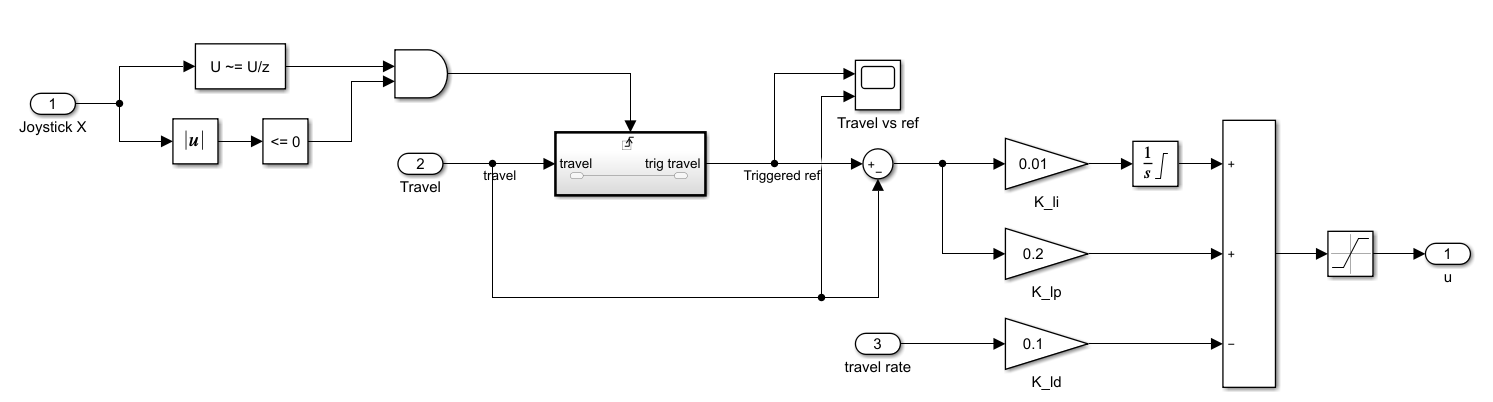 U ~= U/z
1
Joystick X
|u|
<= 0
2
Travel
travel
travel
trig travel
Triggered ref
Travel vs ref
+
−
0.01
K_li
1
s
0.2
K_lp
3
travel rate
0.1
K_ld
+
+
−
1
u